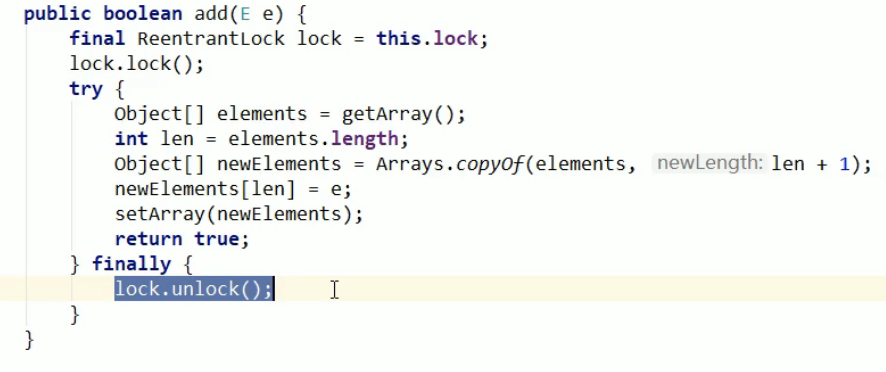 public boolean add(E e) {
    final ReentrantLock lock = this.lock;
    lock.lock();
    try {
        Object[] elements = getArray();
        int len = elements.length;
        Object[] newElements = Arrays.copyOf(elements, newLength: len + 1);
        newElements[len] = e;
        setArray(newElements);
        return true;
    } finally {
        lock.unlock();
    }
}